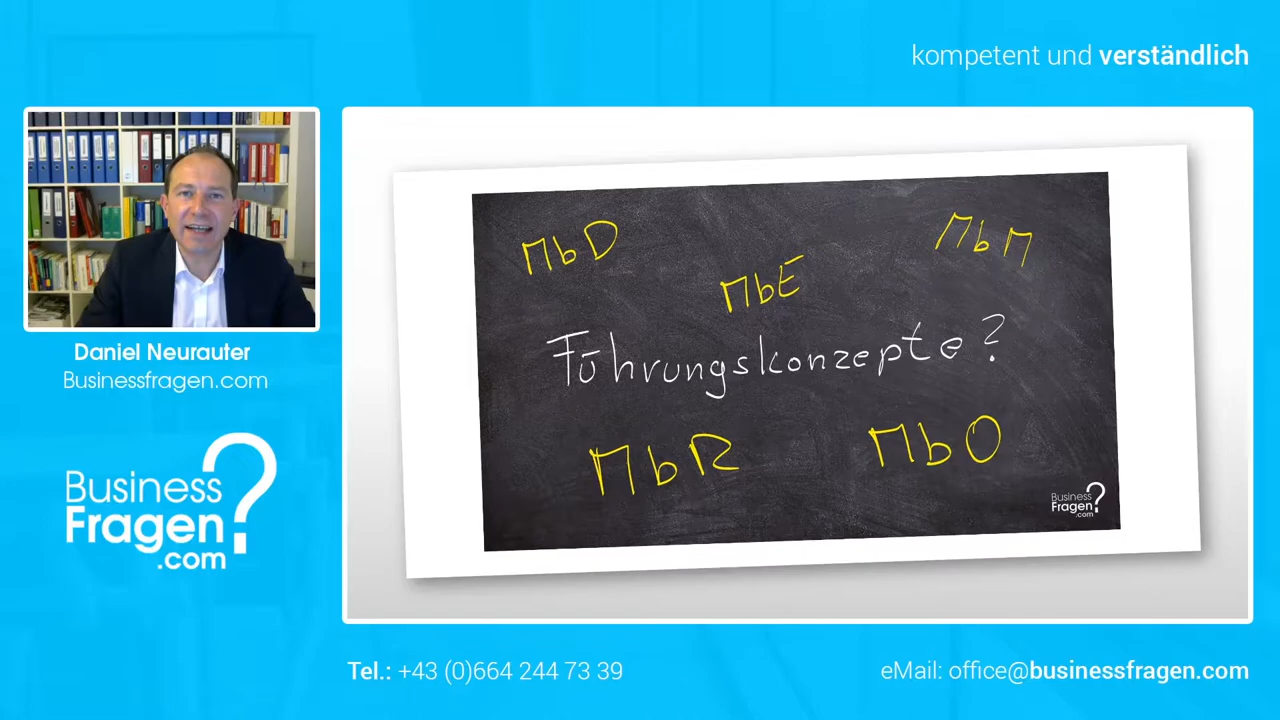 kompetent und verständlich
Daniel Neurauter
Businessfragen.com
Business
Fragen?
.com
MbD
MbE
MbM
Führungskonzepte?
MbR
MbO
Business
Fragen?
.com
Tel.: +43 (0)664 244 73 39
eMail: office@businessfragen.com